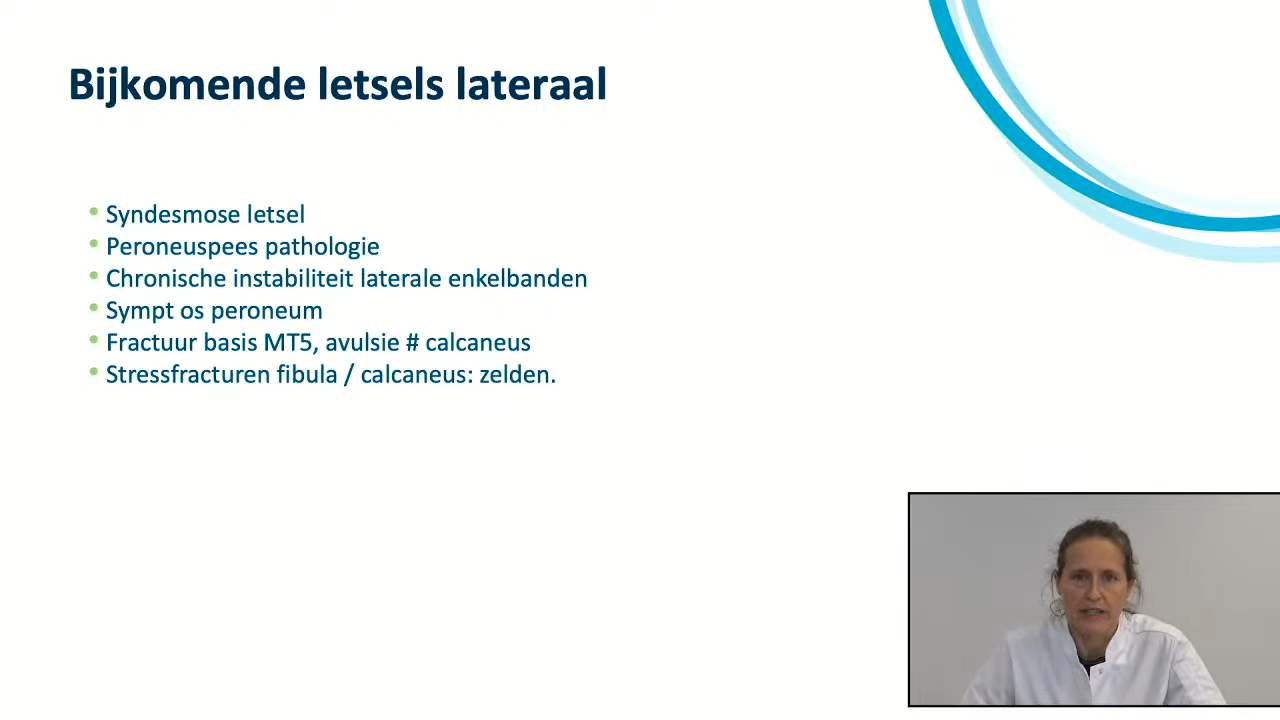 Bijkomende letsels lateraal
• Syndesmose letsel
• Peroneuspees pathologie
• Chronische instabiliteit laterale enkelbanden
• Sympt os peroneum
• Fractuur basis MT5, avulsie # calcaneus
• Stressfracturen fibula / calcaneus: zelden.